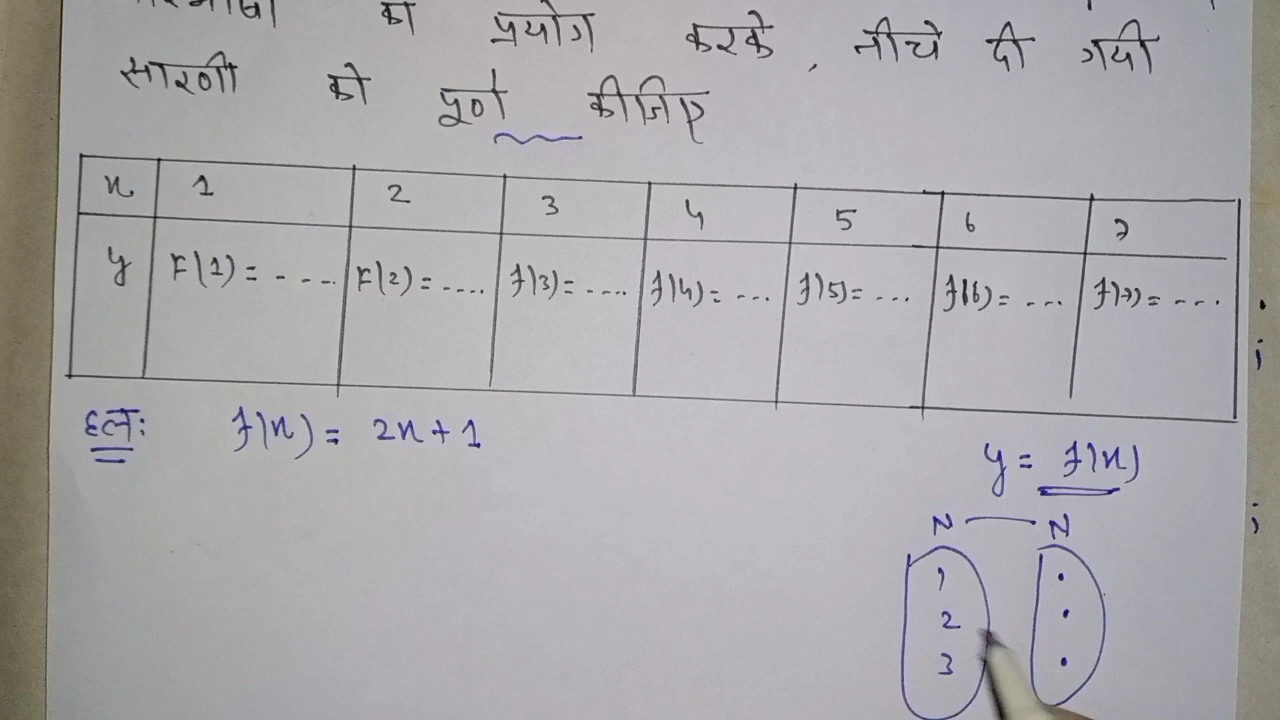 का प्रयोग करके, नीचे दी गयी
सारणी को पूर्ण कीजिए
x 1 2 3 4 5 6 7
y F(1) = - ---. F(2) = .... f(3) = ..... f(4) = --.. f(5) = ... f(6) = ... f(7) = ---.
हल: f(x) = 2x + 1
y = f(x)
N — N
1
2
3